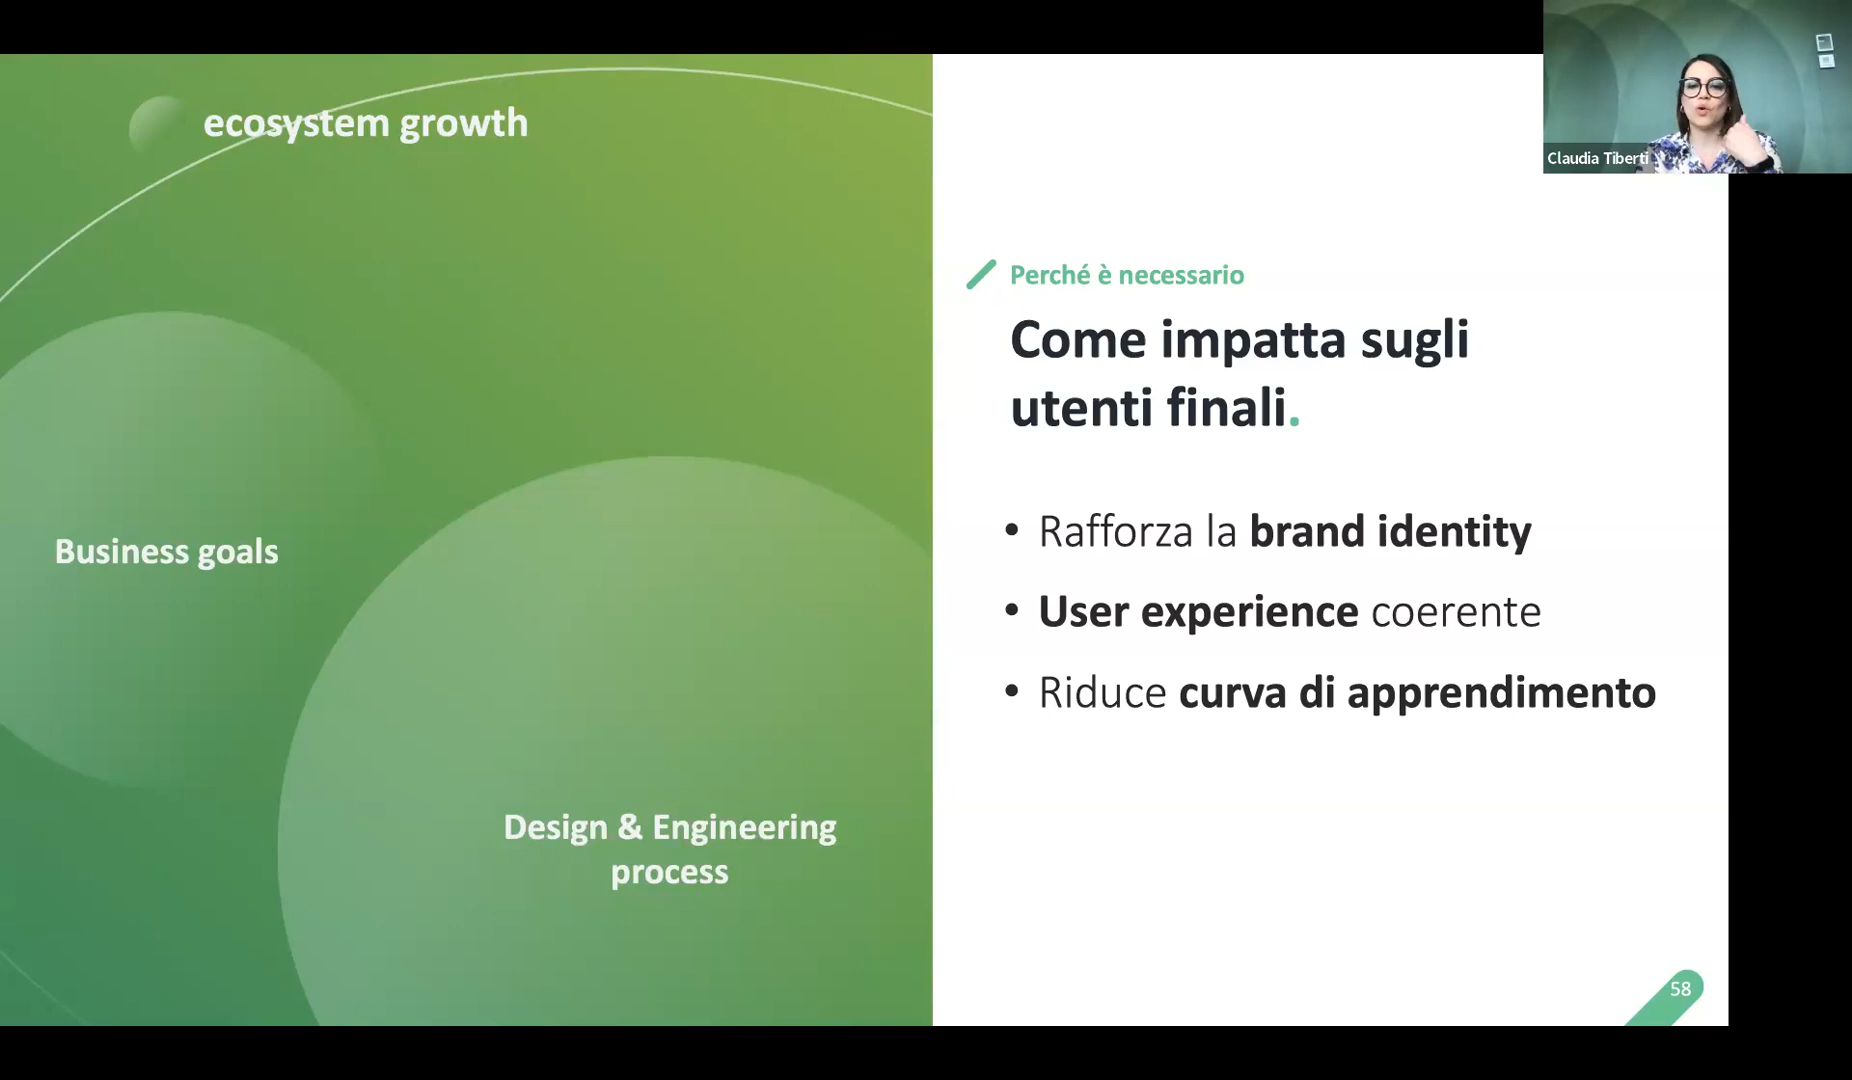 ecosystem growth
Business goals
Design & Engineering
process
Claudia Tiberti
Perché è necessario
Come impatta sugli
utenti finali.
• Rafforza la brand identity
• User experience coerente
• Riduce curva di apprendimento
58